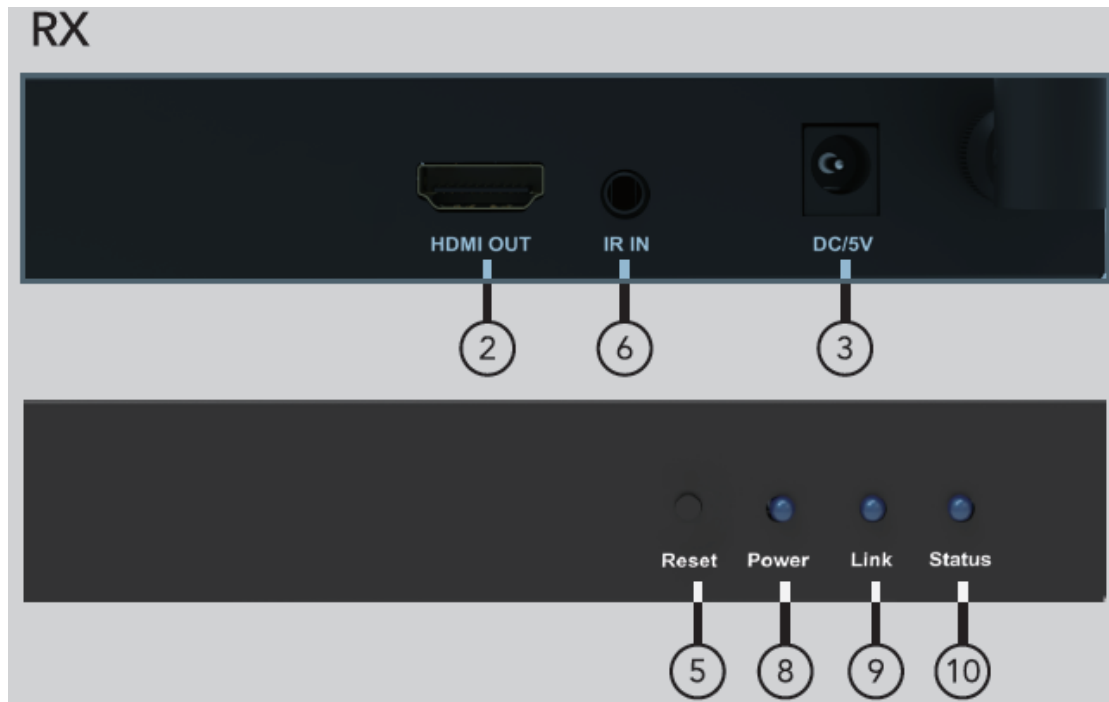 RX
HDMI OUT IR IN DC/5V
2 6 3
Reset Power Link Status
5 8 9 10